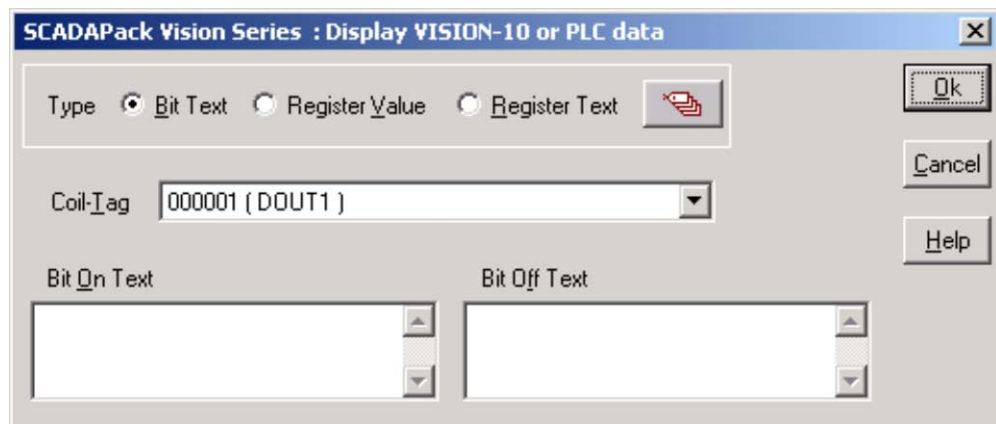 SCADAPack Vision Series : Display VISION-10 or PLC data
Type Bit Text Register Value Register Text
Ok
Cancel
Coil-Tag 000001 ( DOUT1 )
Help
Bit On Text Bit Off Text